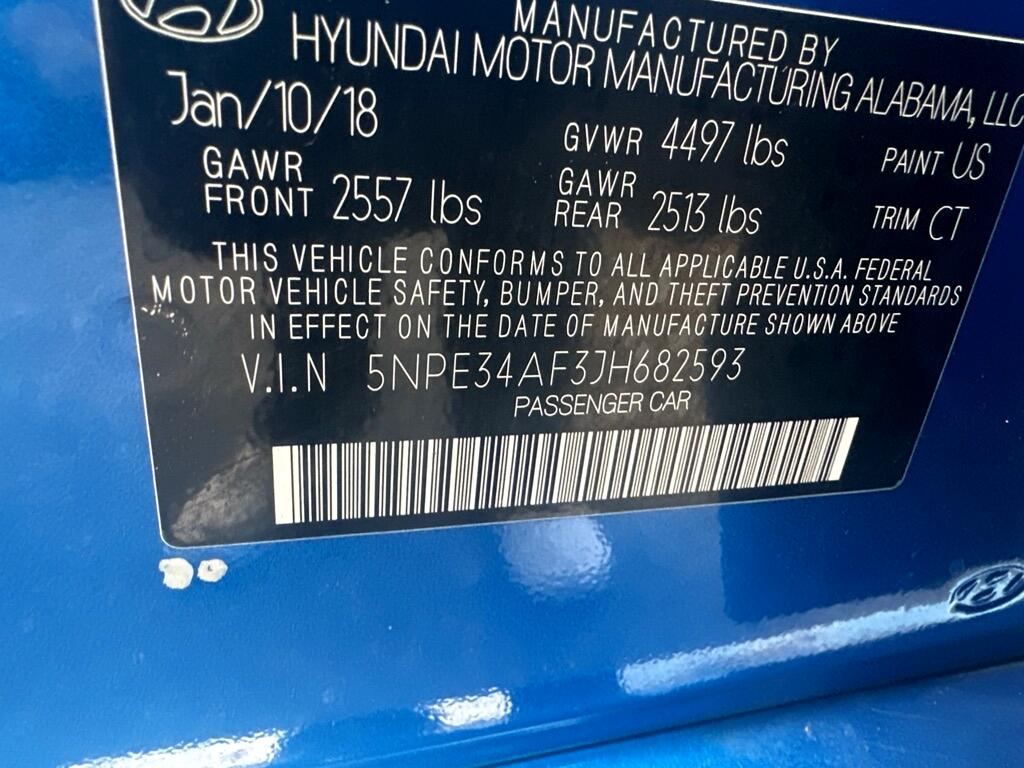 MANUFACTURED BY
HYUNDAI MOTOR MANUFACTURING ALABAMA, LLC
Jan/10/18
GVWR 4497 lbs
PAINT US
GAWR
FRONT 2557 lbs
GAWR
REAR 2513 lbs
TRIM CT
THIS VEHICLE CONFORMS TO ALL APPLICABLE U.S.A. FEDERAL
MOTOR VEHICLE SAFETY, BUMPER, AND THEFT PREVENTION STANDARDS
IN EFFECT ON THE DATE OF MANUFACTURE SHOWN ABOVE
V.I.N 5NPE34AF3JH682593
PASSENGER CAR